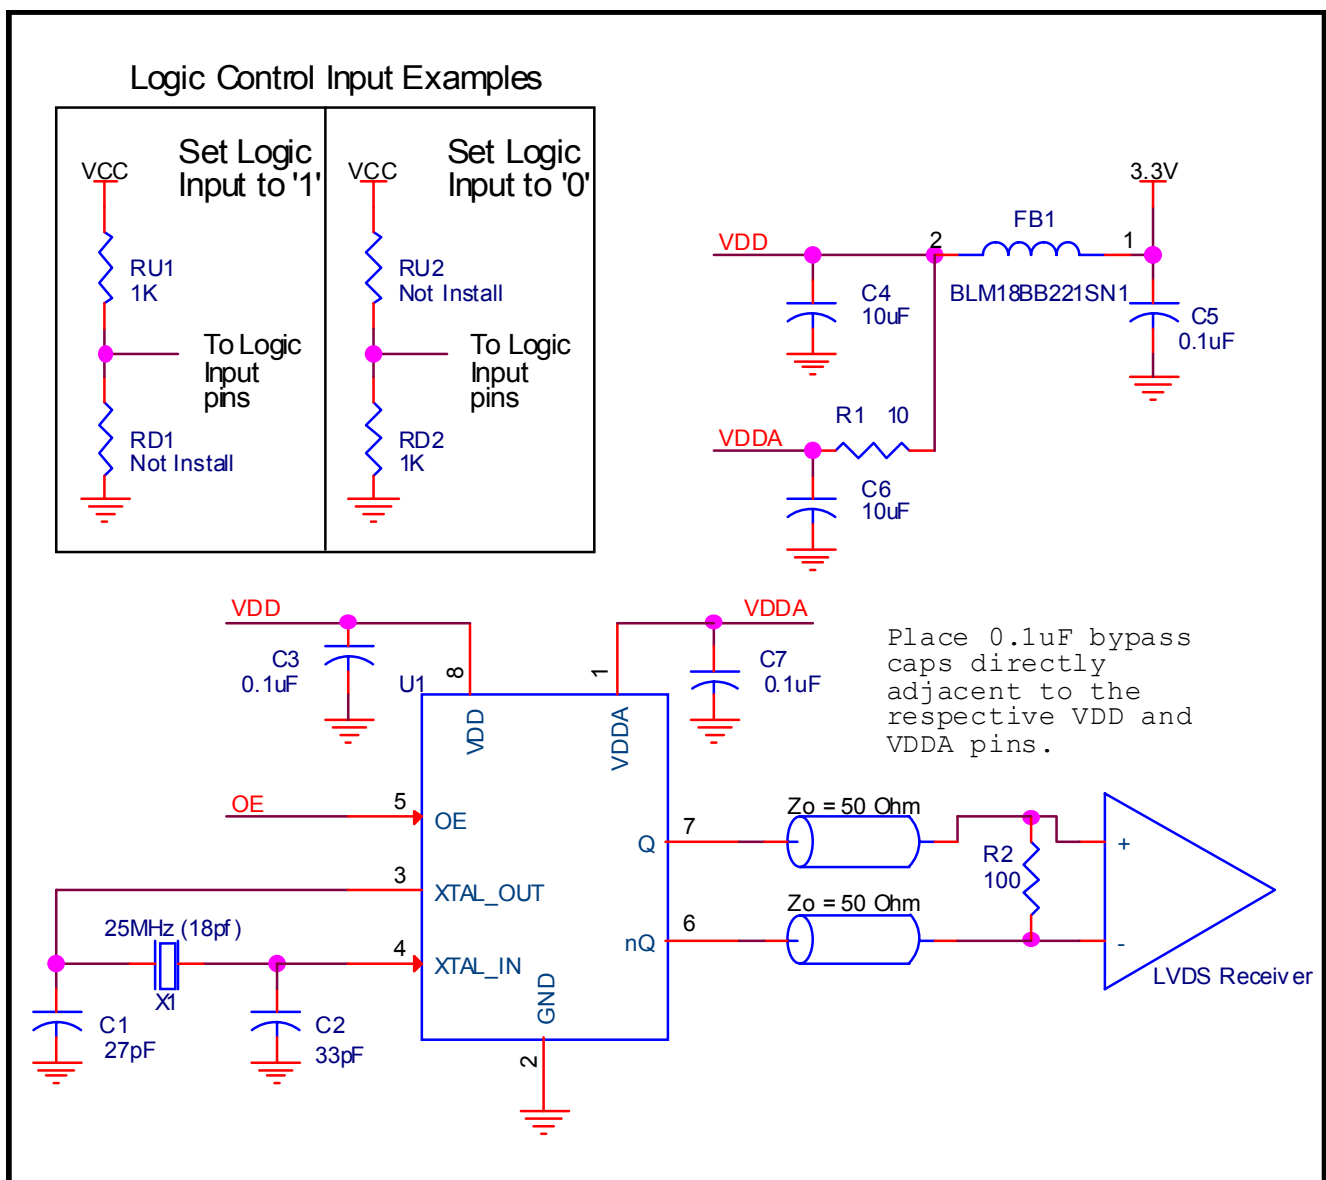 Logic Control Input Examples
Set Logic
Input to '1'
VCC
RU1
1K
To Logic
Input
pins
RD1
Not Install
Set Logic
Input to '0'
VCC
RU2
Not Install
To Logic
Input
pins
RD2
1K
3.3V
VDD
2
FB1
1
BLM18BB221SN1
C4
10uF
C5
0.1uF
VDDA
R1 10
C6
10uF
VDD
C3
0.1uF
U1
8
VDD
1
VDDA
VDDA
C7
0.1uF
Place 0.1uF bypass
caps directly
adjacent to the
respective VDD and
VDDA pins.
OE
5
OE
3
XTAL_OUT
25MHz (18pf)
X1
4
XTAL_IN
C1
27pF
C2
33pF
GND
2
Q
7
Zo = 50 Ohm
nQ
6
Zo = 50 Ohm
R2
100
+
-
LVDS Receiver